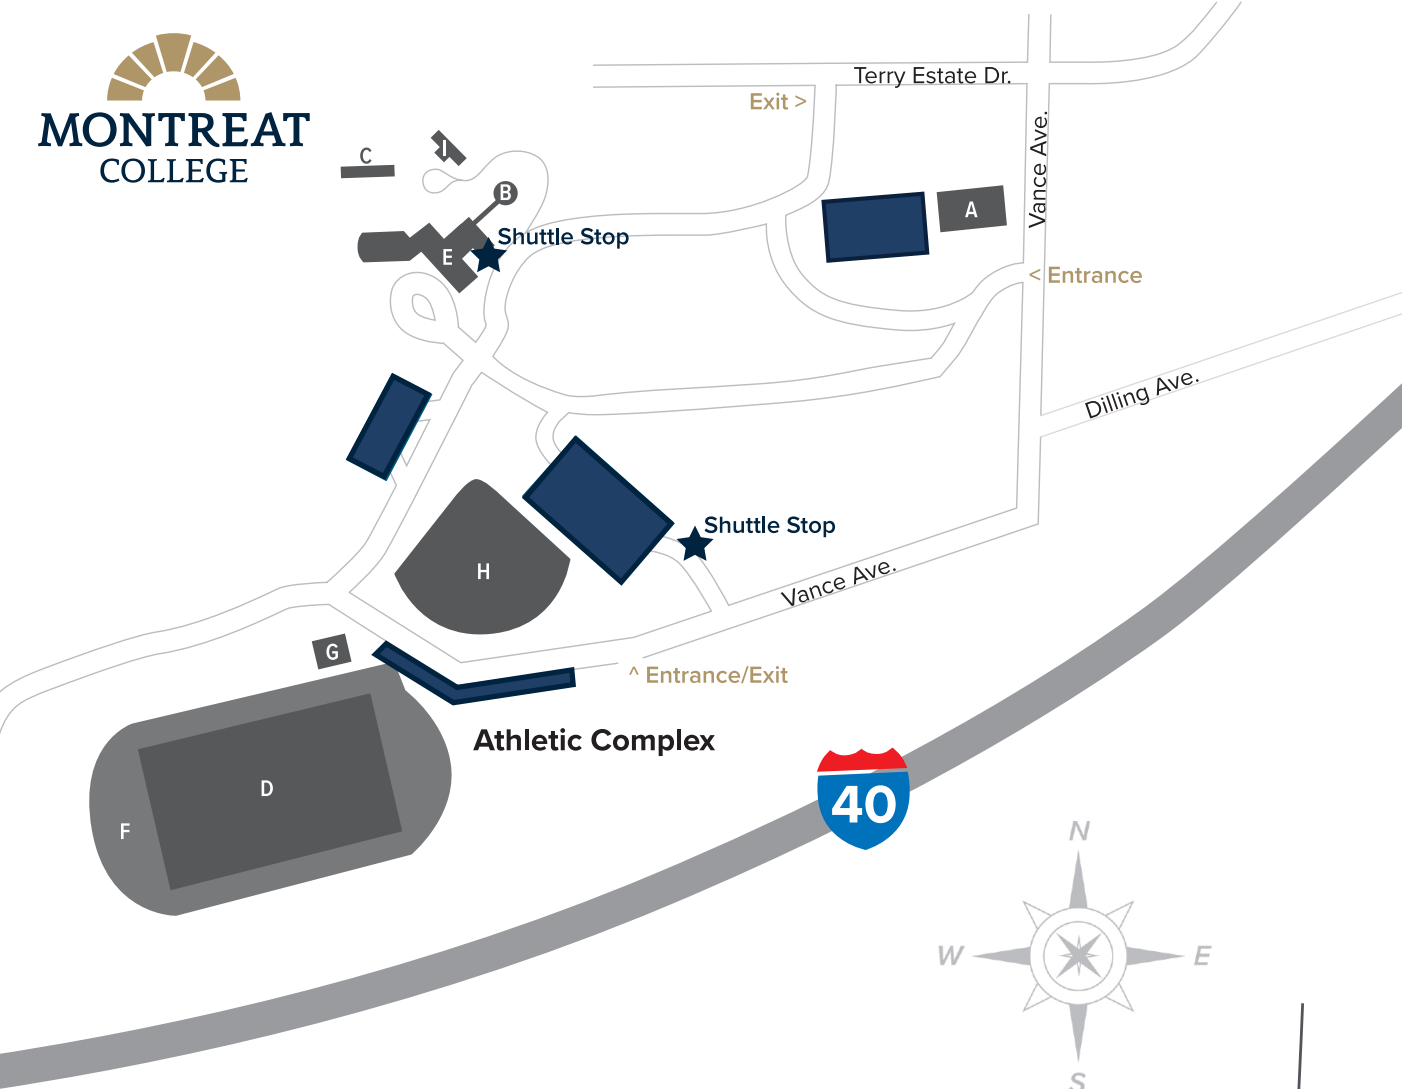 MONTREAT
COLLEGE
Terry Estate Dr.
Exit >
Vance Ave.
C
I
B
A
Shuttle Stop
E
< Entrance
Dilling Ave.
Shuttle Stop
H
Vance Ave.
G
^ Entrance/Exit
Athletic Complex
D
F
40
N
W
E
S